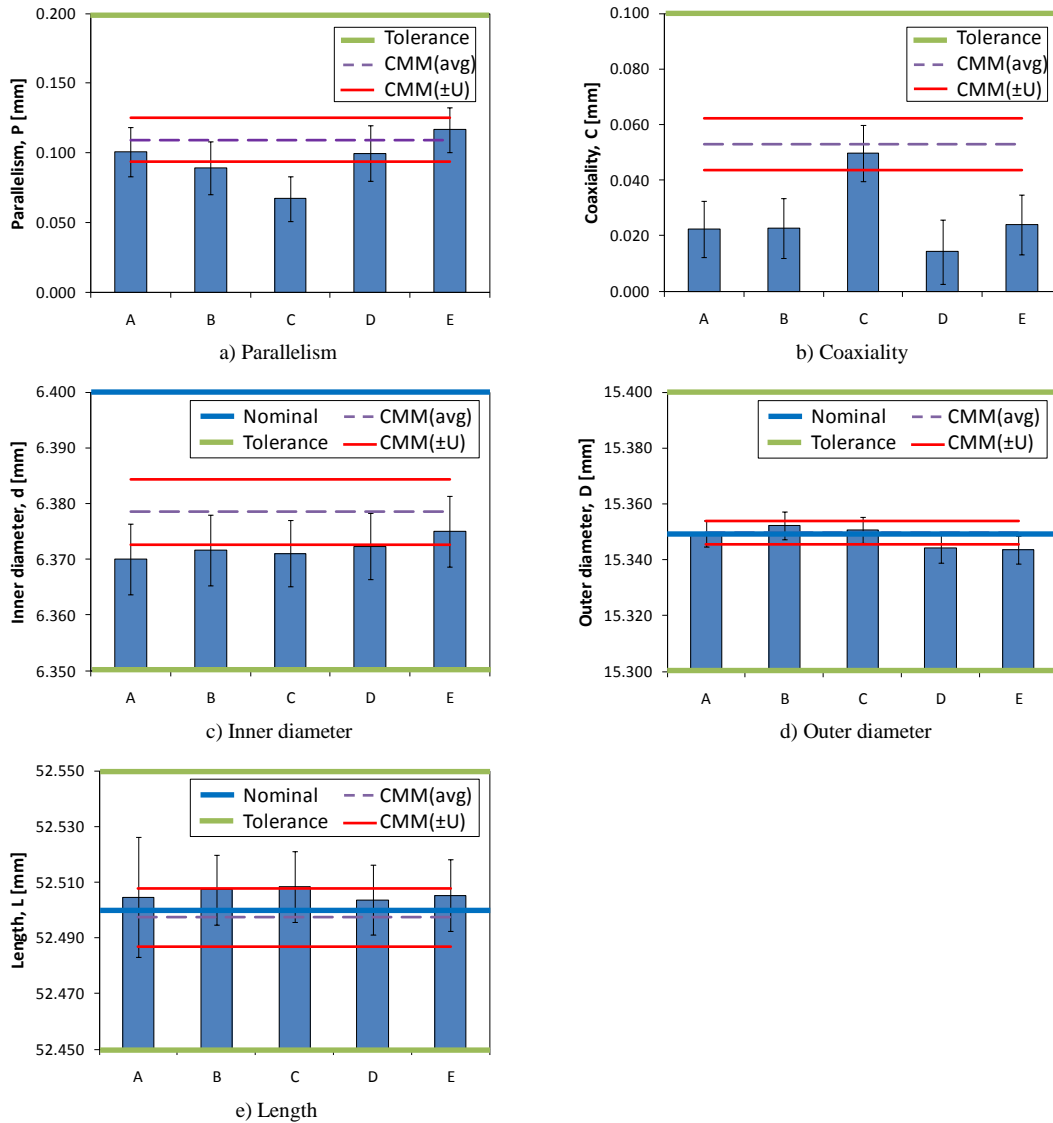 0.200
0.150
0.100
0.050
0.000
Parallelism, P [mm]
Tolerance
CMM(avg)
CMM(±U)
A B C D E
a) Parallelism
0.100
0.080
0.060
0.040
0.020
0.000
Coaxiality, C [mm]
Tolerance
CMM(avg)
CMM(±U)
A B C D E
b) Coaxiality
6.400
6.390
6.380
6.370
6.360
6.350
Inner diameter, d [mm]
Nominal CMM(avg)
Tolerance CMM(±U)
A B C D E
c) Inner diameter
15.400
15.380
15.360
15.340
15.320
15.300
Outer diameter, D [mm]
Nominal CMM(avg)
Tolerance CMM(±U)
A B C D E
d) Outer diameter
52.550
52.530
52.510
52.490
52.470
52.450
Length, L [mm]
Nominal CMM(avg)
Tolerance CMM(±U)
A B C D E
e) Length